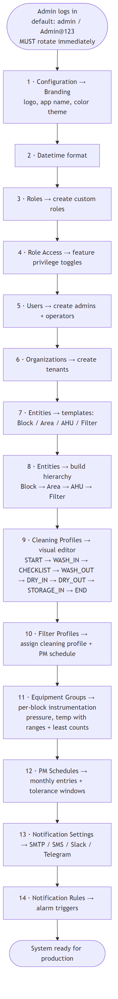 Admin logs in
default: admin /
Admin@123
MUST rotate immediately
1 · Configuration →
Branding
logo, app name, color
theme
2 · Datetime format
3 · Roles → create custom
roles
4 · Role Access → feature
privilege toggles
5 · Users → create admins
+ operators
6 · Organizations → create
tenants
7 · Entities → templates:
Block / Area / AHU / Filter
8 · Entities → build
hierarchy
Block → Area → AHU →
Filter
9 · Cleaning Profiles →
visual editor
START → WASH_IN →
CHECKLIST → WASH_OUT
→ DRY_IN → DRY_OUT →
STORAGE_IN → END
10 · Filter Profiles →
assign cleaning profile +
PM schedule
11 · Equipment Groups →
per-block instrumentation
pressure, temp with
ranges + least counts
12 · PM Schedules →
monthly entries +
tolerance windows
13 · Notification Settings
→ SMTP / SMS / Slack /
Telegram
14 · Notification Rules →
alarm triggers
System ready for
production